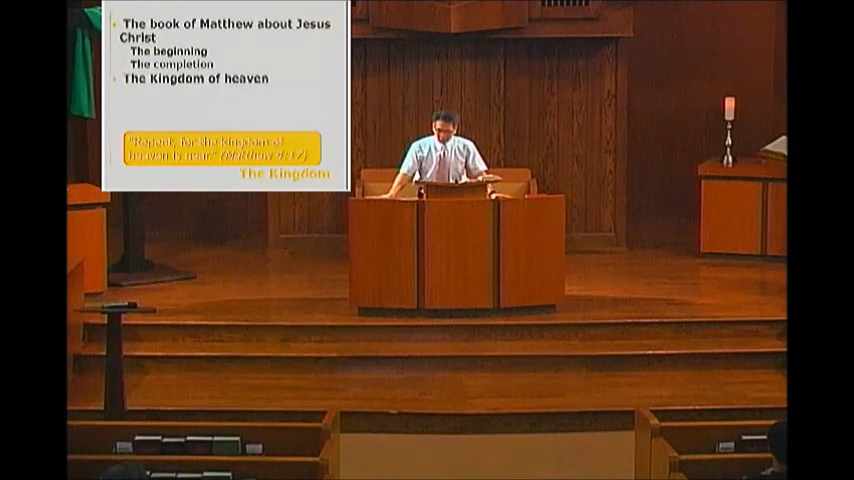 The book of Matthew about Jesus
Christ
The beginning
The completion
The Kingdom of heaven
"Repent, for the kingdom of
heaven is near" (Matthew 4:17)
The Kingdom